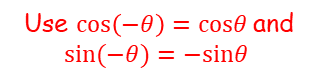 Use cos(−θ) = cosθ and
sin(−θ) = −sinθ